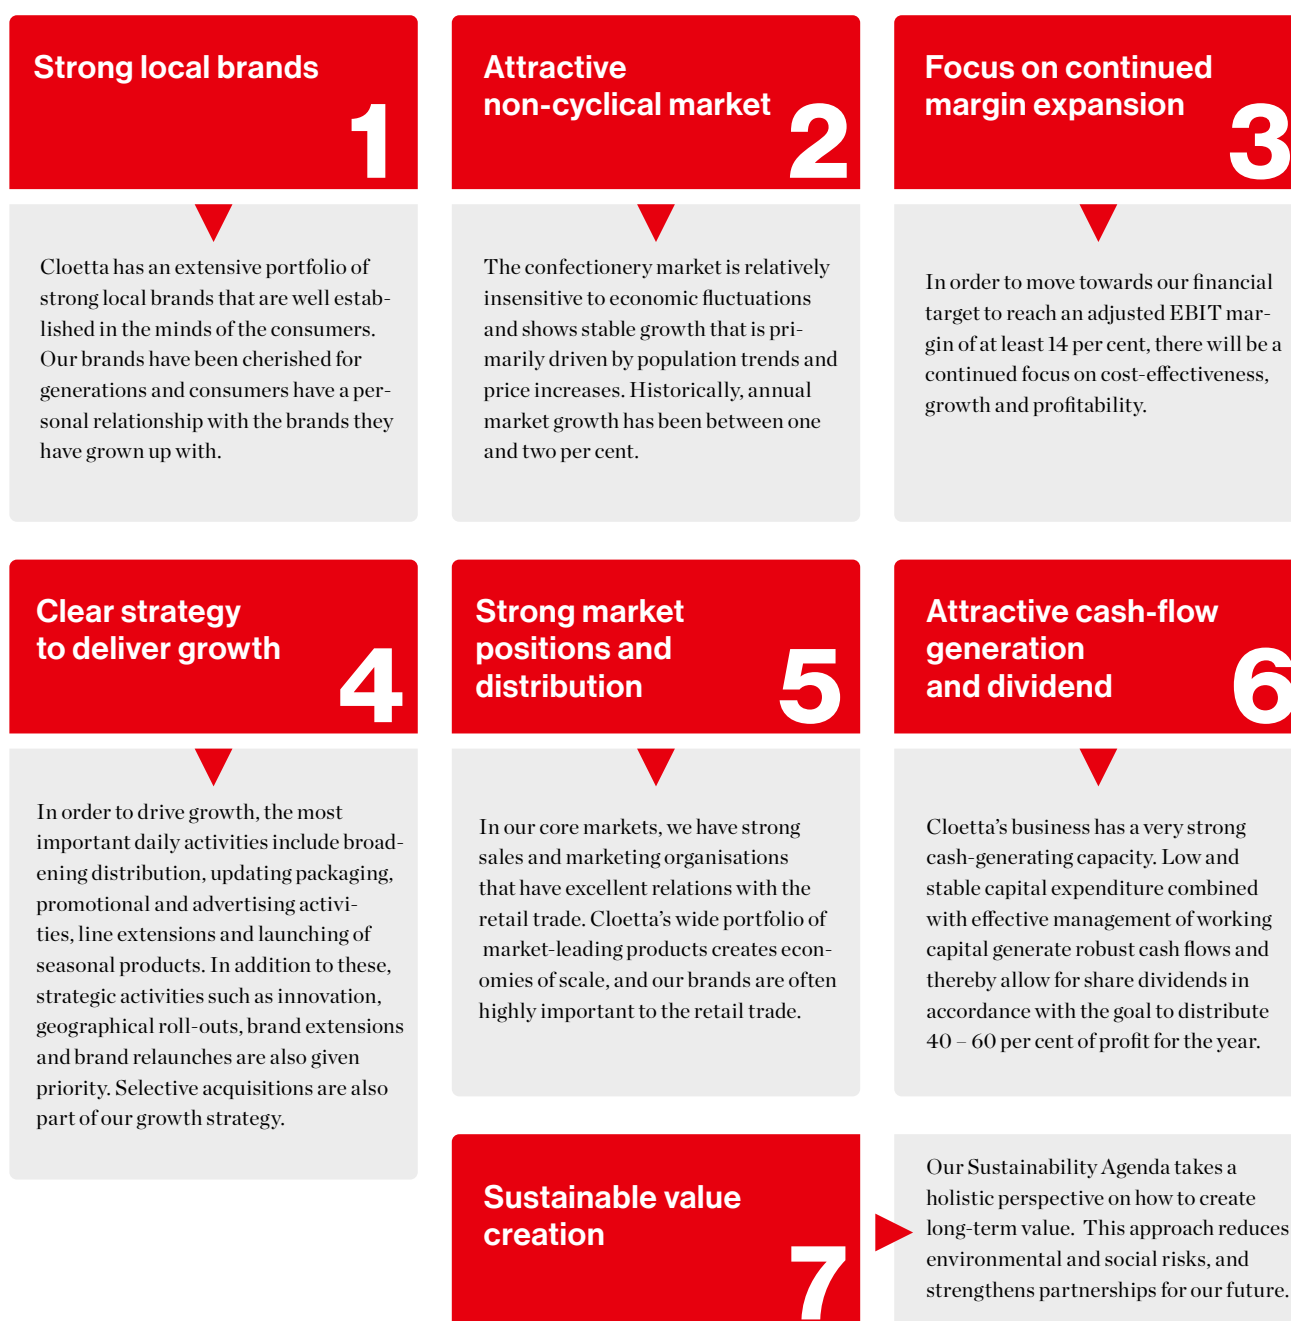 Strong local brands
1
Cloetta has an extensive portfolio of
strong local brands that are well estab-
lished in the minds of the consumers.
Our brands have been cherished for
generations and consumers have a per-
sonal relationship with the brands they
have grown up with.
Attractive
non-cyclical market
2
The confectionery market is relatively
insensitive to economic fluctuations
and shows stable growth that is pri-
marily driven by population trends and
price increases. Historically, annual
market growth has been between one
and two per cent.
Focus on continued
margin expansion
3
In order to move towards our financial
target to reach an adjusted EBIT mar-
gin of at least 14 per cent, there will be a
continued focus on cost-effectiveness,
growth and profitability.
Clear strategy
to deliver growth
4
In order to drive growth, the most
important daily activities include broad-
ening distribution, updating packaging,
promotional and advertising activi-
ties, line extensions and launching of
seasonal products. In addition to these,
strategic activities such as innovation,
geographical roll-outs, brand extensions
and brand relaunches are also given
priority. Selective acquisitions are also
part of our growth strategy.
Strong market
positions and
distribution
5
In our core markets, we have strong
sales and marketing organisations
that have excellent relations with the
retail trade. Cloetta's wide portfolio of
market-leading products creates econ-
omies of scale, and our brands are often
highly important to the retail trade.
Attractive cash-flow
generation
and dividend
6
Cloetta's business has a very strong
cash-generating capacity. Low and
stable capital expenditure combined
with effective management of working
capital generate robust cash flows and
thereby allow for share dividends in
accordance with the goal to distribute
40 – 60 per cent of profit for the year.
Sustainable value
creation
7
Our Sustainability Agenda takes a
holistic perspective on how to create
long-term value. This approach reduces
environmental and social risks, and
strengthens partnerships for our future.